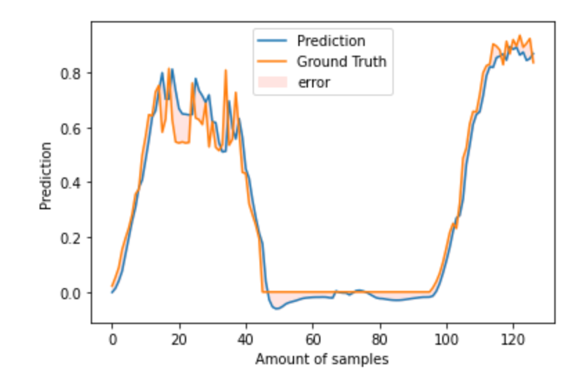 Prediction
Ground Truth
error
0.8
0.6
0.4
0.2
0.0
Prediction
0 20 40 60 80 100 120
Amount of samples